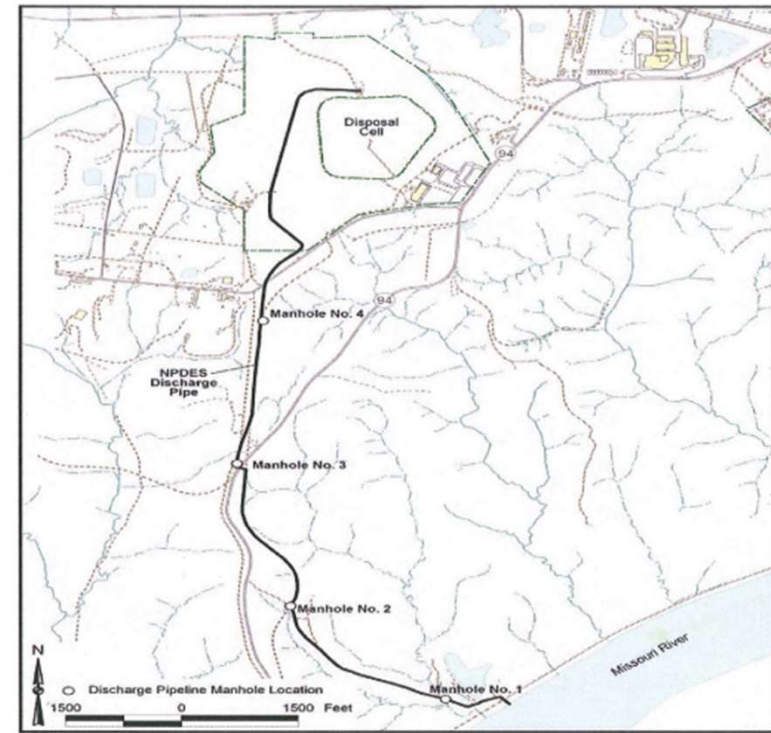 Disposal
Cell
94
94
Manhole No. 4
NPDES
Discharge
Pipe
Manhole No. 3
Manhole No. 2
Missouri River
Manhole No. 1
N
Discharge Pipeline Manhole Location
1500 0 1500 Feet